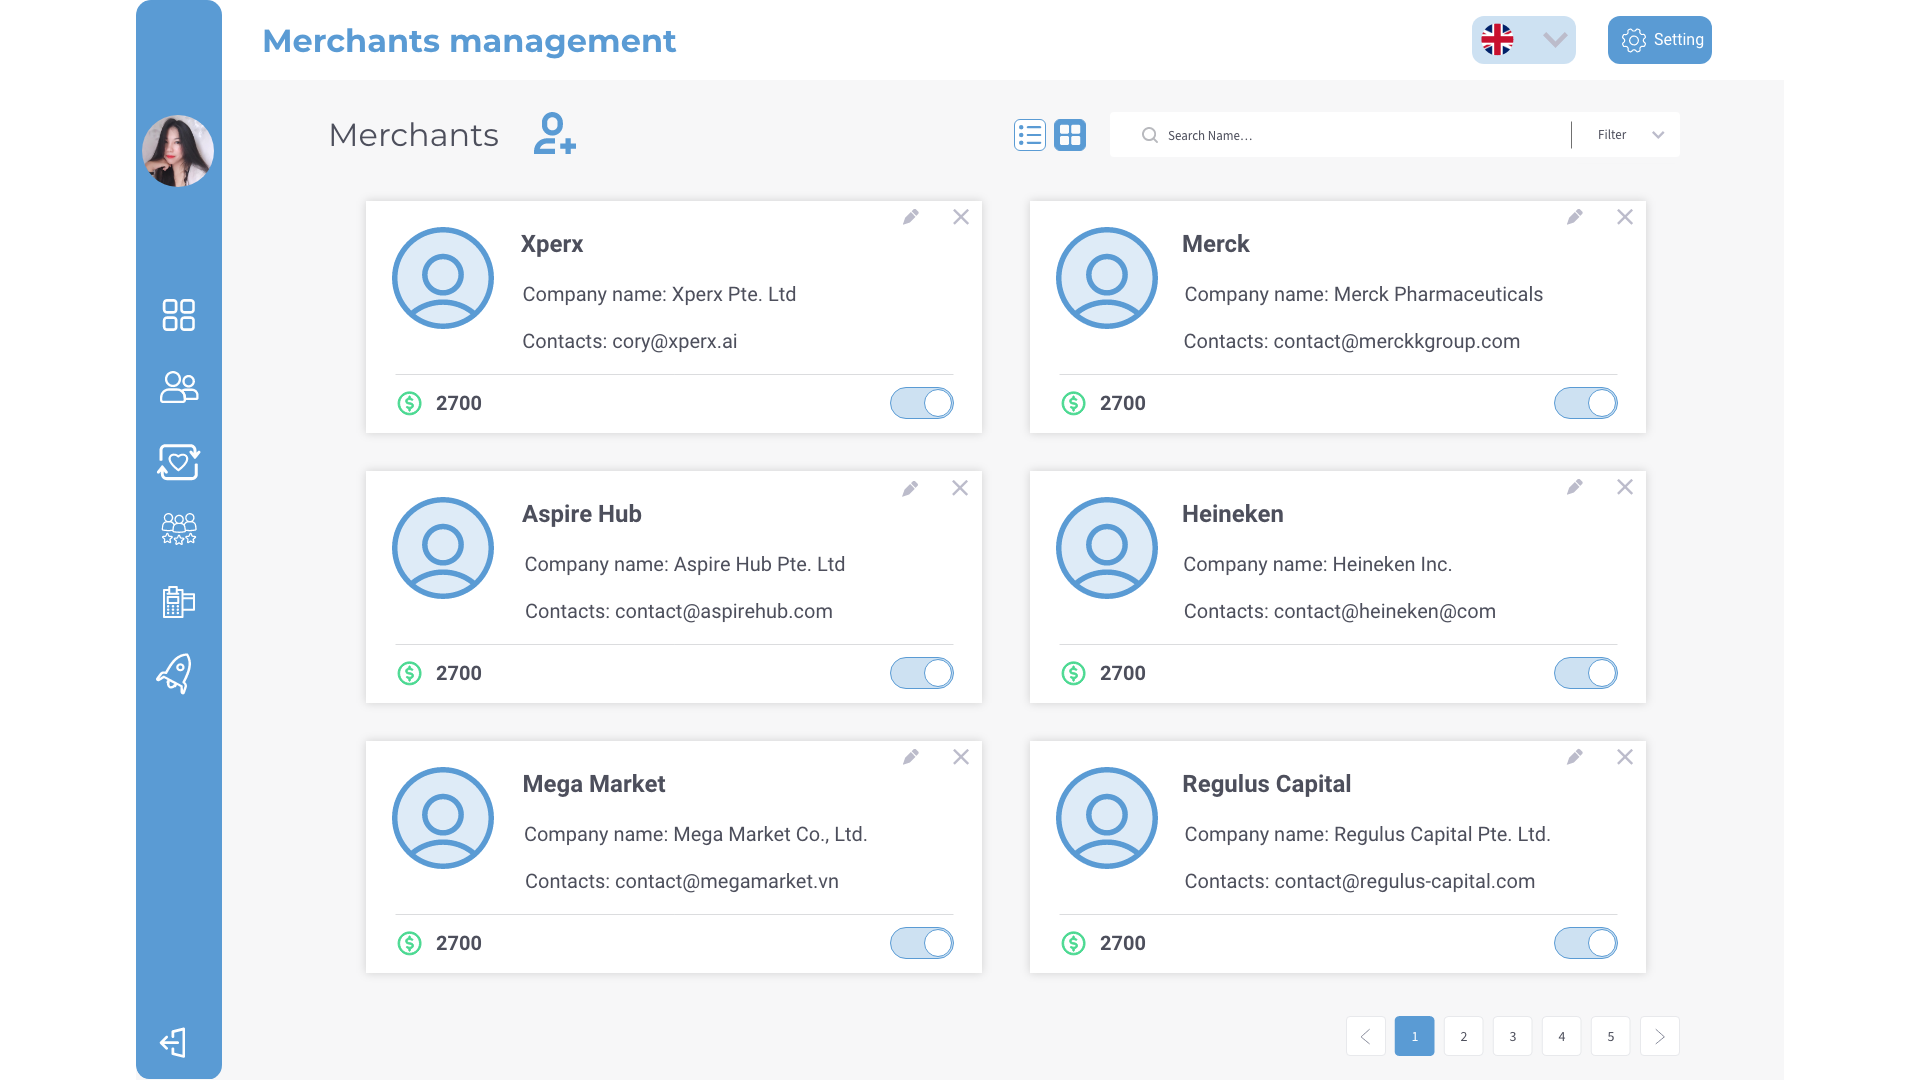 Merchants management
Setting
Merchants
Search Name...
Filter
Xperx
Company name: Xperx Pte. Ltd
Contacts: cory@xperx.ai
2700
Merck
Company name: Merck Pharmaceuticals
Contacts: contact@merckkgroup.com
2700
Aspire Hub
Company name: Aspire Hub Pte. Ltd
Contacts: contact@aspirehub.com
2700
Heineken
Company name: Heineken Inc.
Contacts: contact@heineken@com
2700
Mega Market
Company name: Mega Market Co., Ltd.
Contacts: contact@megamarket.vn
2700
Regulus Capital
Company name: Regulus Capital Pte. Ltd.
Contacts: contact@regulus-capital.com
2700
1 2 3 4 5